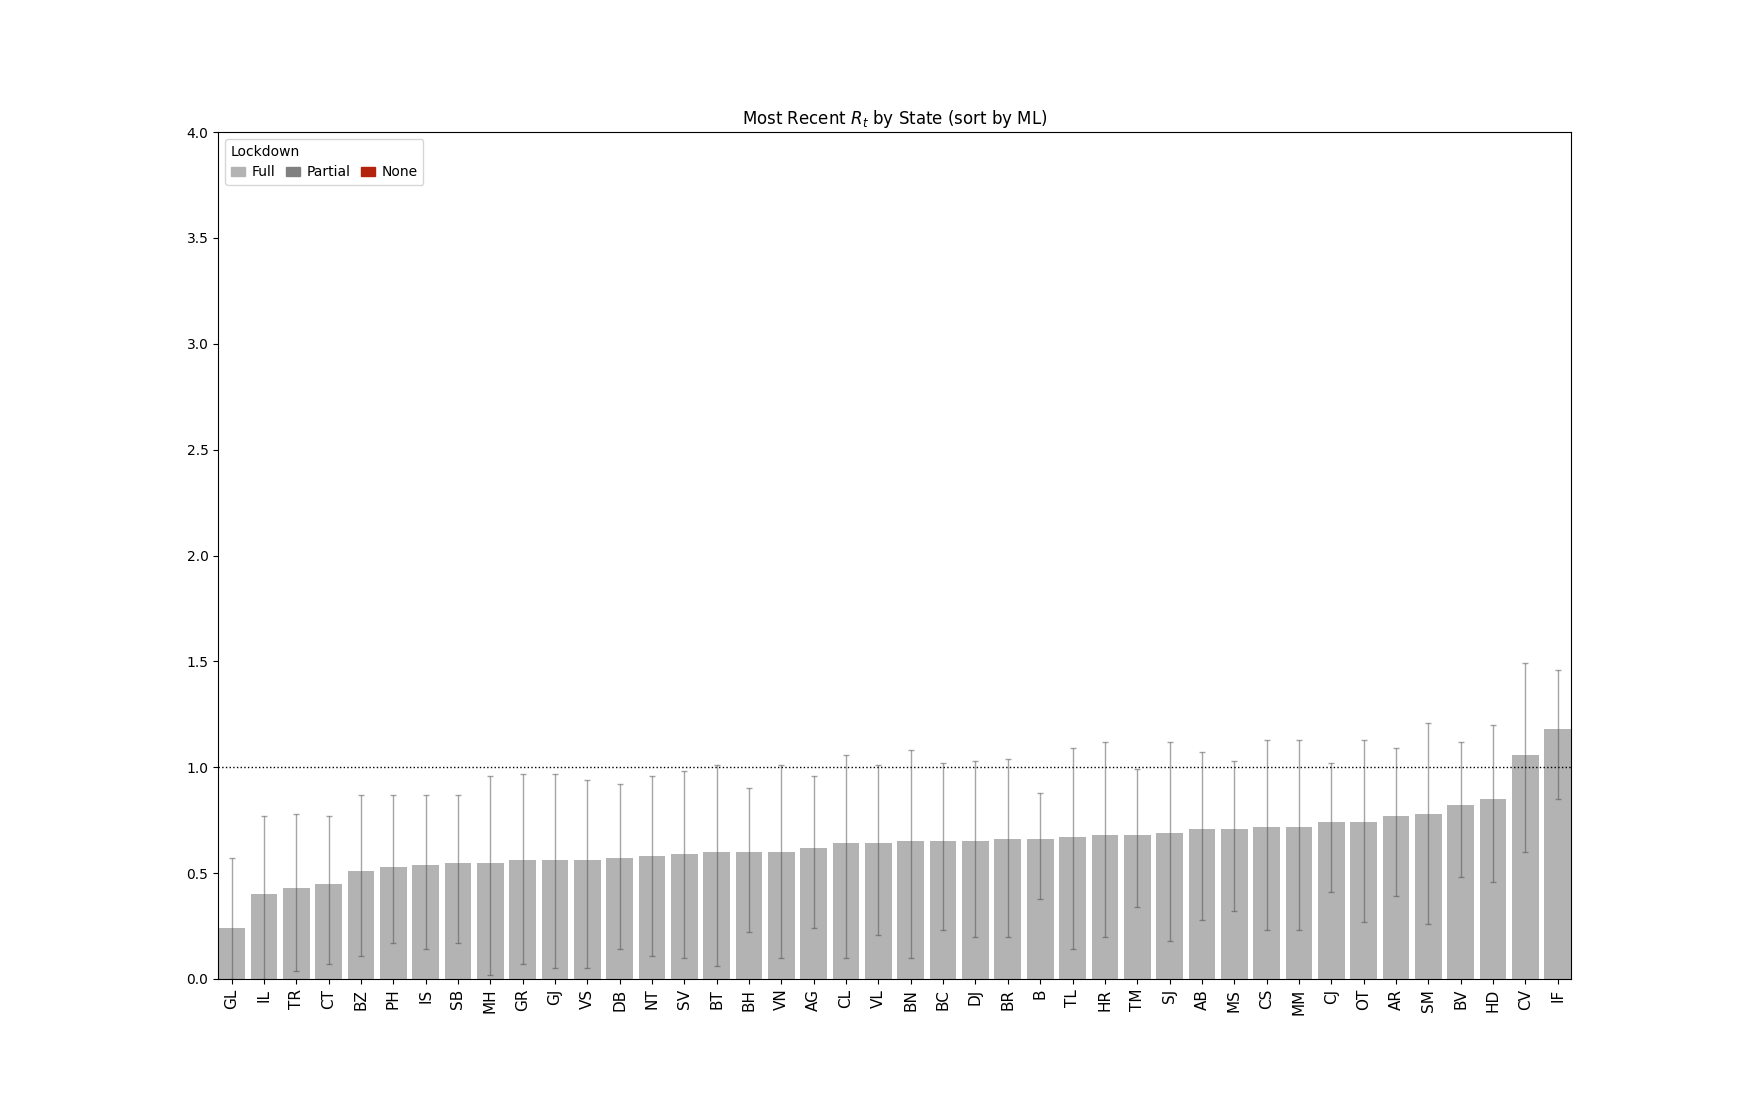 Most Recent Rt by State (sort by ML)
Lockdown
Full Partial None
4.0
3.5
3.0
2.5
2.0
1.5
1.0
0.5
0.0
GL IL TR CT BZ PH IS SB MH GR GJ VS DB NT SV BT BH VN AG CL VL BN BC DJ BR B TL HR TM SJ AB MS CS MM CJ OT AR SM BV HD CV IF